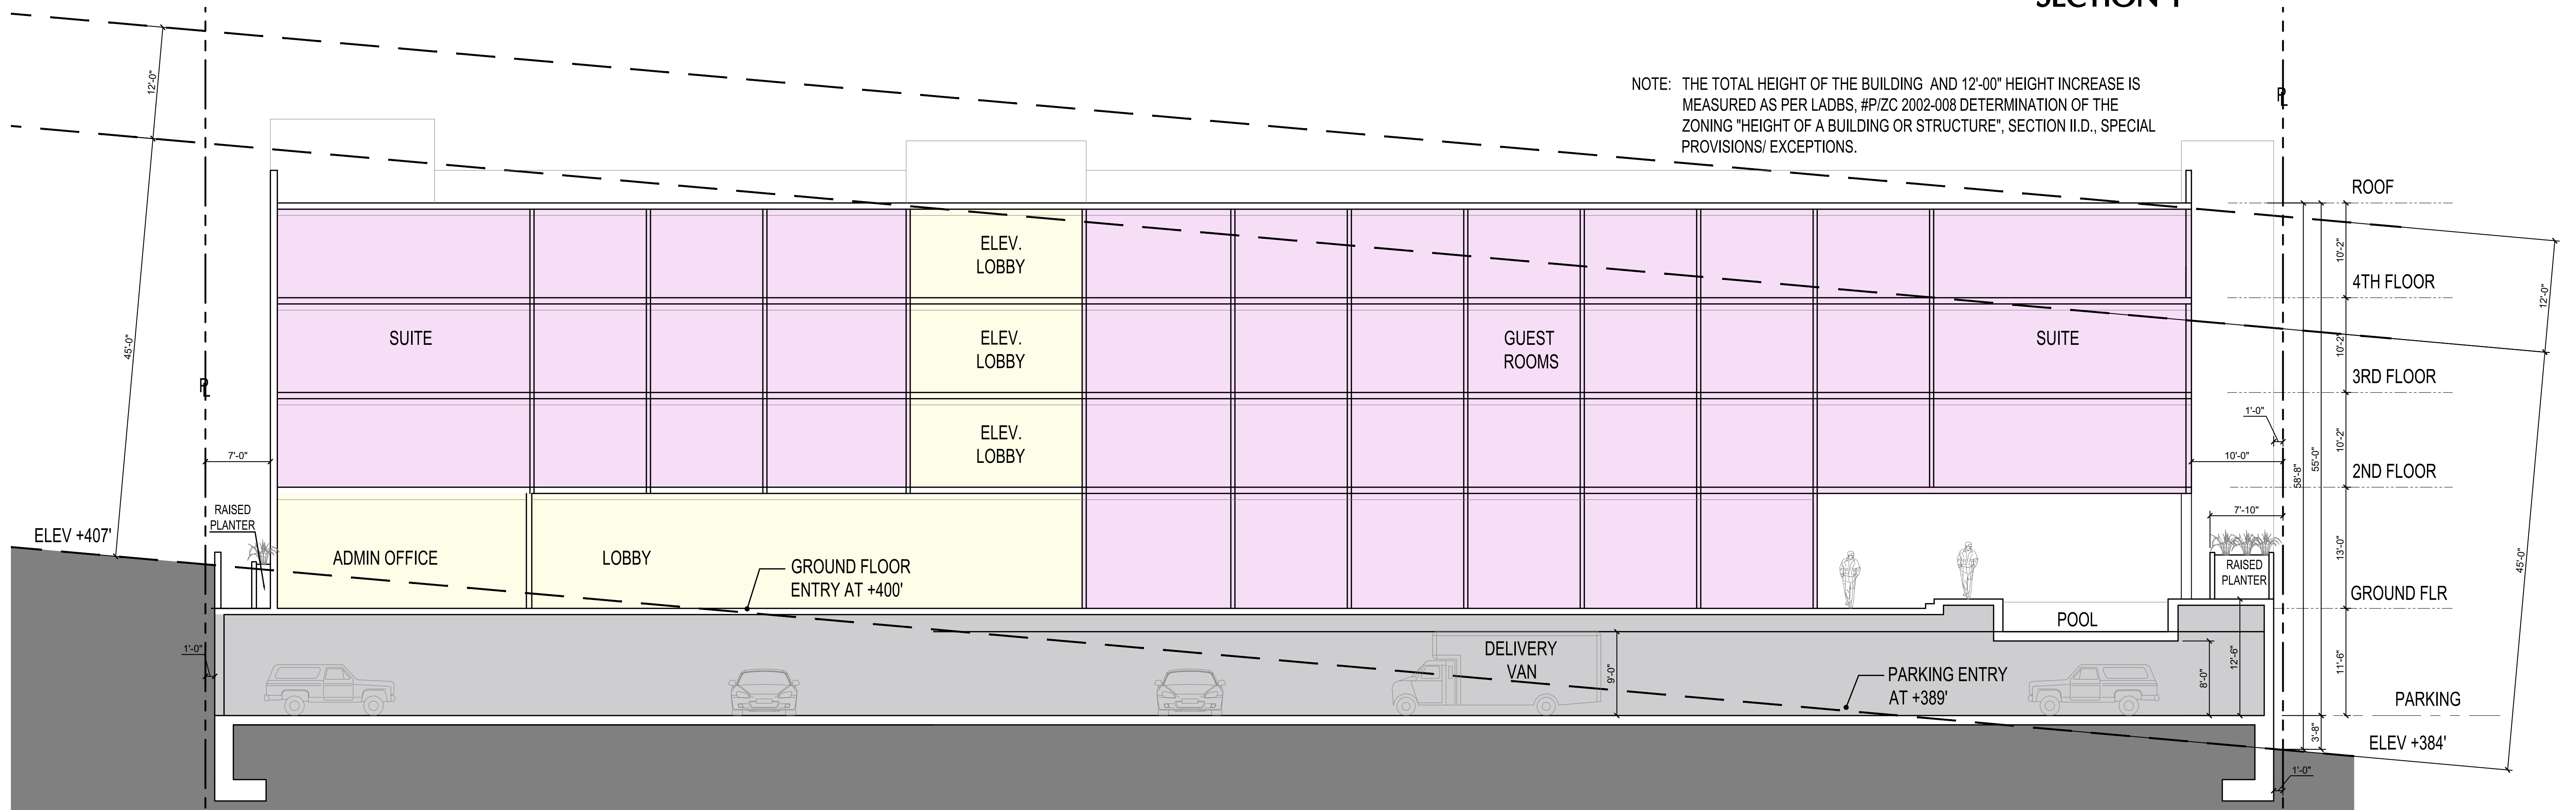 SECTION 1
NOTE: THE TOTAL HEIGHT OF THE BUILDING AND 12'-00" HEIGHT INCREASE IS
MEASURED AS PER LADBS, #P/ZC 2002-008 DETERMINATION OF THE
ZONING "HEIGHT OF A BUILDING OR STRUCTURE", SECTION II.D., SPECIAL
PROVISIONS/ EXCEPTIONS.
12'-0"
45'-0"
PL
PL
ROOF
10'-2"
4TH FLOOR
10'-2"
3RD FLOOR
10'-2"
2ND FLOOR
13'-0"
GROUND FLR
11'-6"
PARKING
3'-8"
ELEV +384'
58'-8"
55'-0"
12'-0"
45'-0"
ELEV.
LOBBY
SUITE
ELEV.
LOBBY
GUEST
ROOMS
SUITE
ELEV.
LOBBY
7'-0"
1'-0"
10'-0"
7'-10"
RAISED
PLANTER
ELEV +407'
ADMIN OFFICE
LOBBY
GROUND FLOOR
ENTRY AT +400'
RAISED
PLANTER
POOL
1'-0"
DELIVERY
VAN
9'-0"
PARKING ENTRY
AT +389'
8'-0"
12'-6"
1'-0"